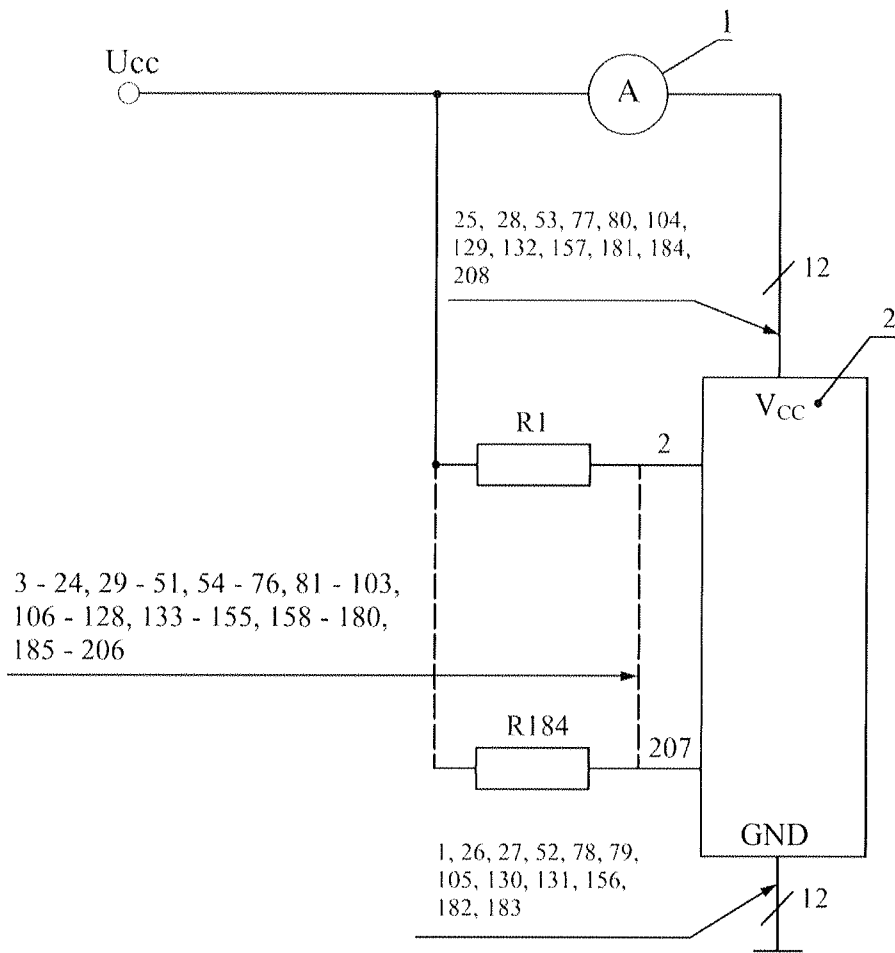 1
Ucc
A
25, 28, 53, 77, 80, 104,
129, 132, 157, 181, 184,
208
12
2
VCC
R1
2
3 - 24, 29 - 51, 54 - 76, 81 - 103,
106 - 128, 133 - 155, 158 - 180,
185 - 206
R184
207
GND
1, 26, 27, 52, 78, 79,
105, 130, 131, 156,
182, 183
12